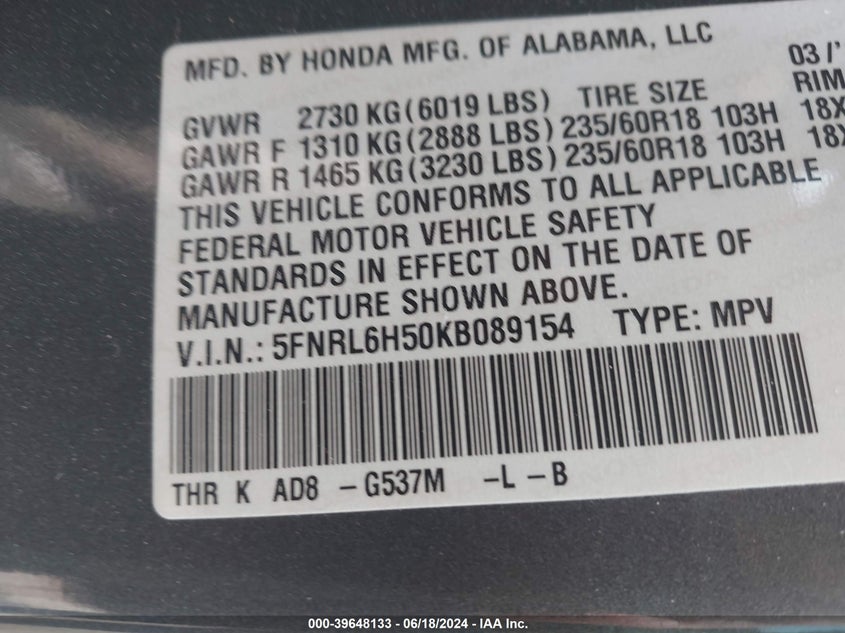 MFD. BY HONDA MFG. OF ALABAMA, LLC 03/'
GVWR 2730 KG(6019 LBS) TIRE SIZE RIM
GAWR F 1310 KG(2888 LBS) 235/60R18 103H 18X
GAWR R 1465 KG(3230 LBS) 235/60R18 103H 18X
THIS VEHICLE CONFORMS TO ALL APPLICABLE
FEDERAL MOTOR VEHICLE SAFETY
STANDARDS IN EFFECT ON THE DATE OF
MANUFACTURE SHOWN ABOVE.
V.I.N.: 5FNRL6H50KB089154 TYPE: MPV
THR K AD8 -G537M -L -B
000-39648133 - 06/18/2024 - IAA Inc.